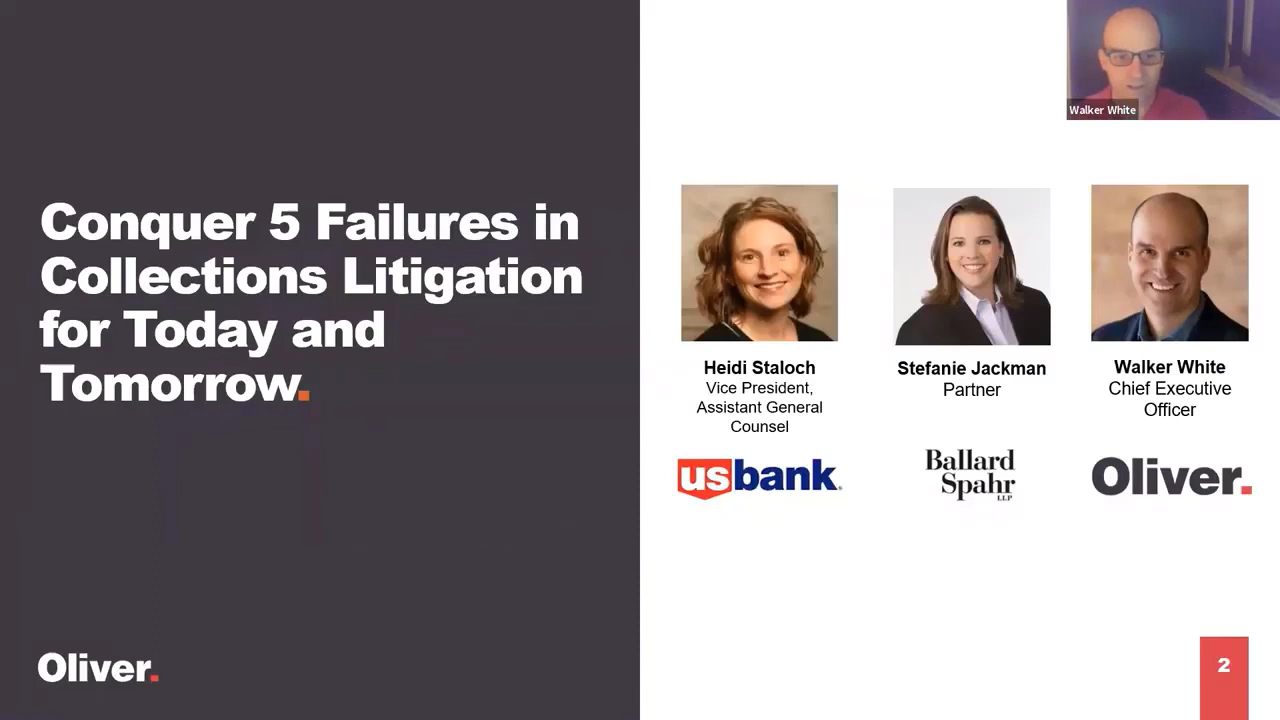 Walker White
Conquer 5 Failures in
Collections Litigation
for Today and
Tomorrow.
Heidi Staloch
Vice President,
Assistant General
Counsel
usbank
Stefanie Jackman
Partner
Ballard
Spahr
LLP
Walker White
Chief Executive
Officer
Oliver.
Oliver.
2